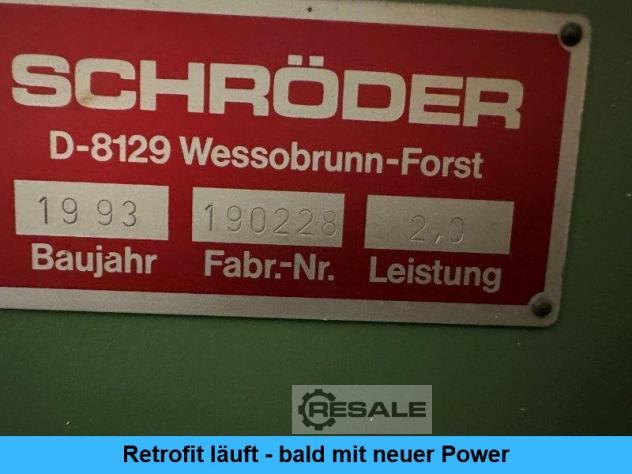 SCHRÖDER
D-8129 Wessobrunn-Forst
1993 190228 2,0
Baujahr Fabr.-Nr. Leistung
RESALE
Retrofit läuft - bald mit neuer Power